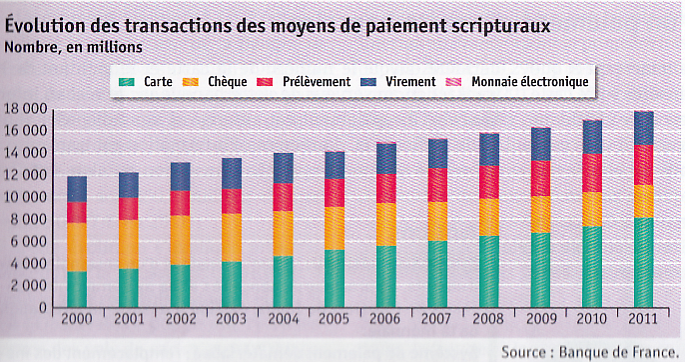 Évolution des transactions des moyens de paiement scripturaux
Nombre, en millions
Carte Chèque Prélèvement Virement Monnaie électronique
18 000
16 000
14 000
12 000
10 000
8 000
6 000
4 000
2 000
0
2000 2001 2002 2003 2004 2005 2006 2007 2008 2009 2010 2011
Source : Banque de France.